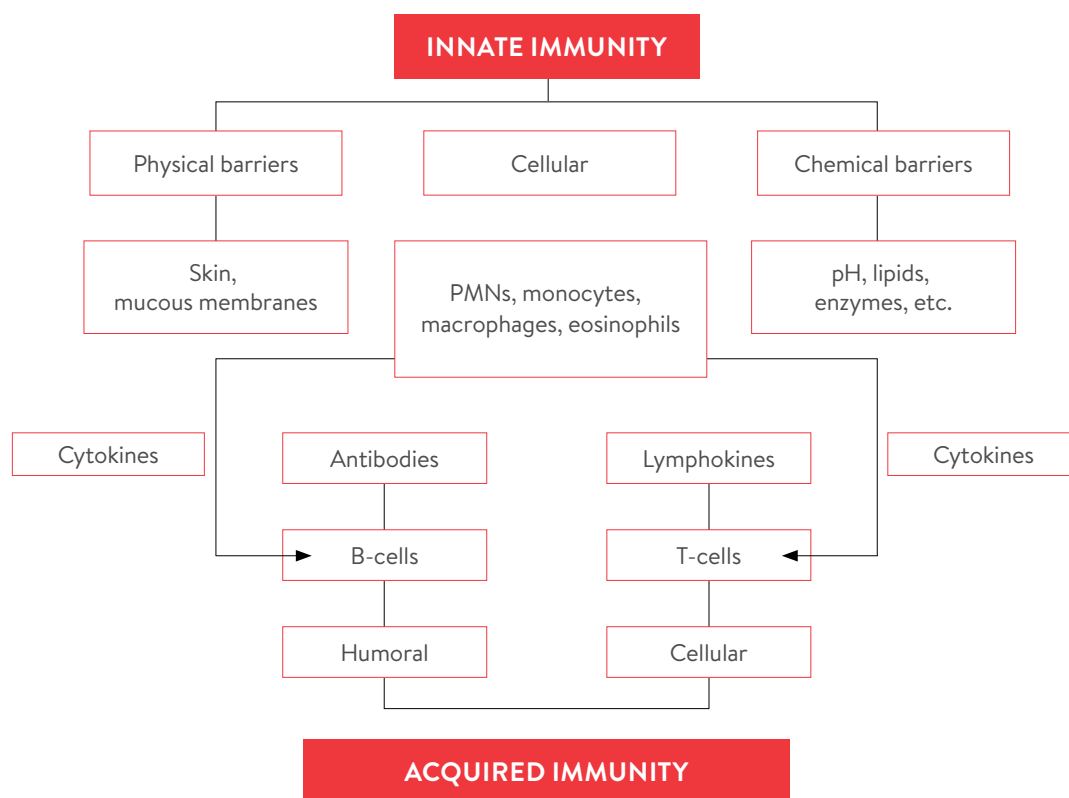 INNATE IMMUNITY
Physical barriers
Cellular
Chemical barriers
Skin,
mucous membranes
PMNs, monocytes,
macrophages, eosinophils
pH, lipids,
enzymes, etc.
Cytokines
Antibodies
Lymphokines
Cytokines
B-cells
T-cells
Humoral
Cellular
ACQUIRED IMMUNITY